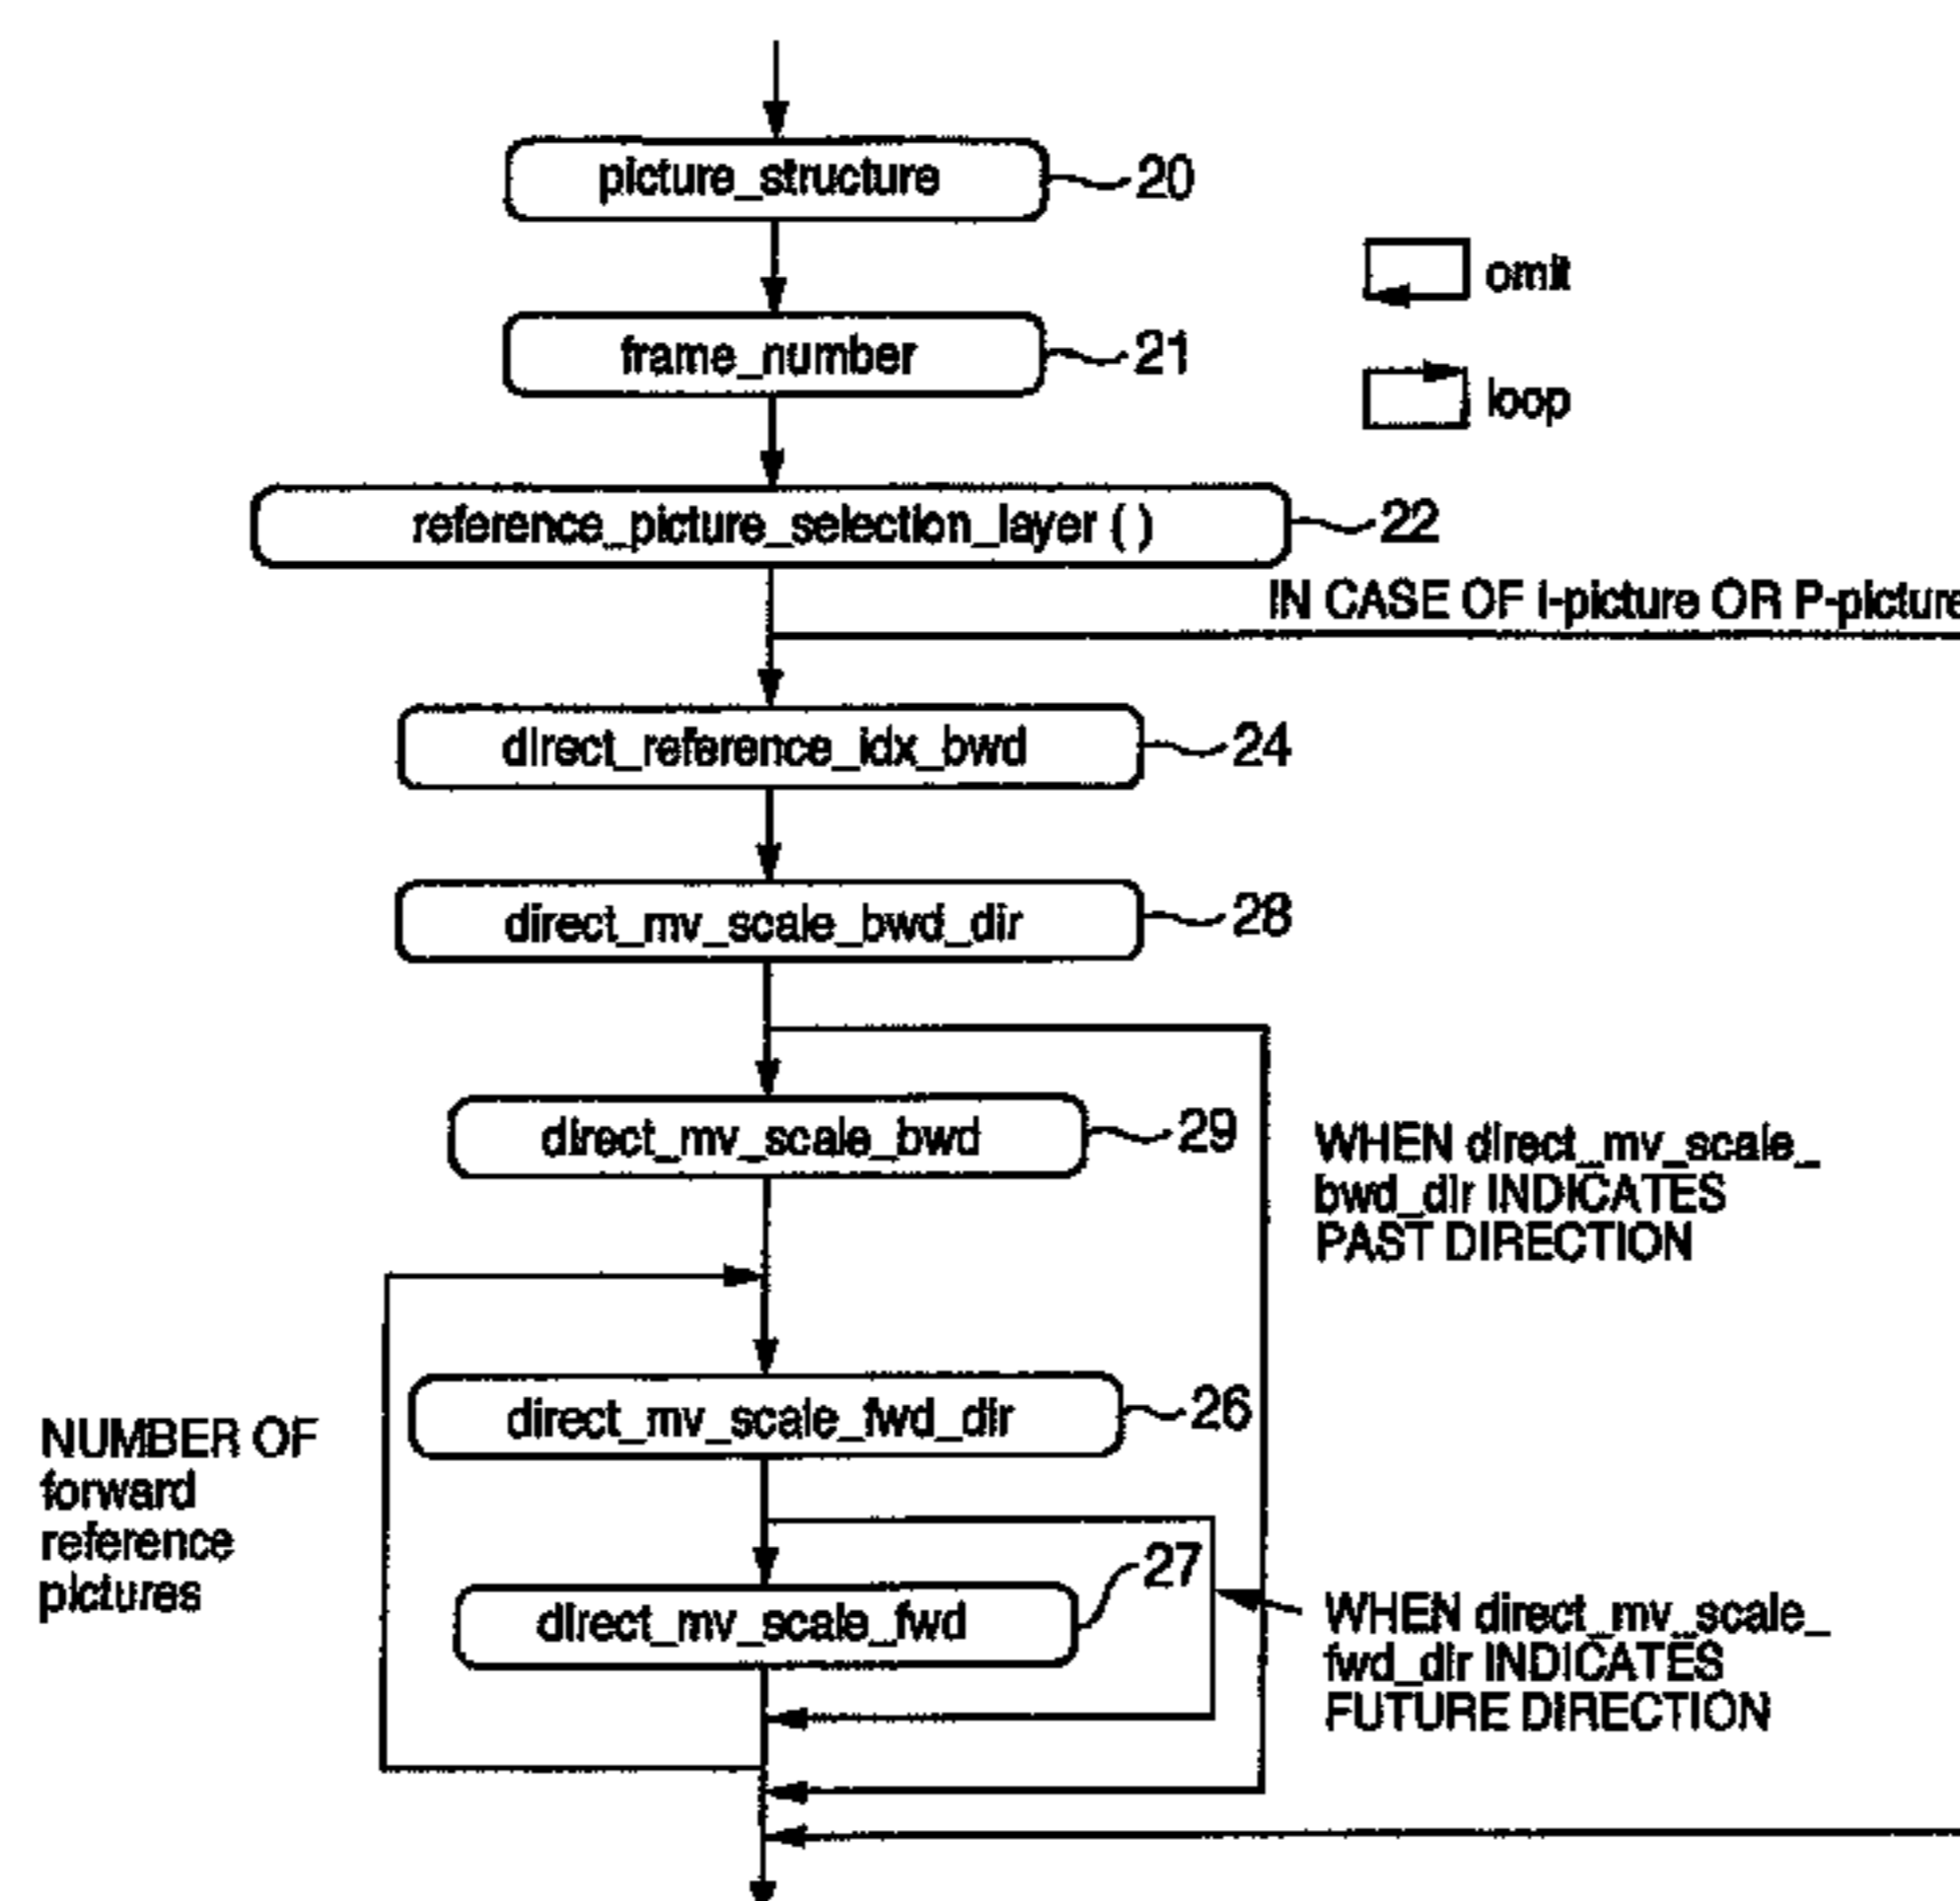 picture_structure
20
omit
frame_number
21
loop
reference_picture_selection_layer ( )
22
IN CASE OF I-picture OR P-picture
direct_reference_idx_bwd
24
direct_mv_scale_bwd_dir
28
direct_mv_scale_bwd
29
WHEN direct_mv_scale_
bwd_dir INDICATES
PAST DIRECTION
direct_mv_scale_fwd_dir
26
NUMBER OF
forward
reference
pictures
27
direct_mv_scale_fwd
WHEN direct_mv_scale_
fwd_dir INDICATES
FUTURE DIRECTION